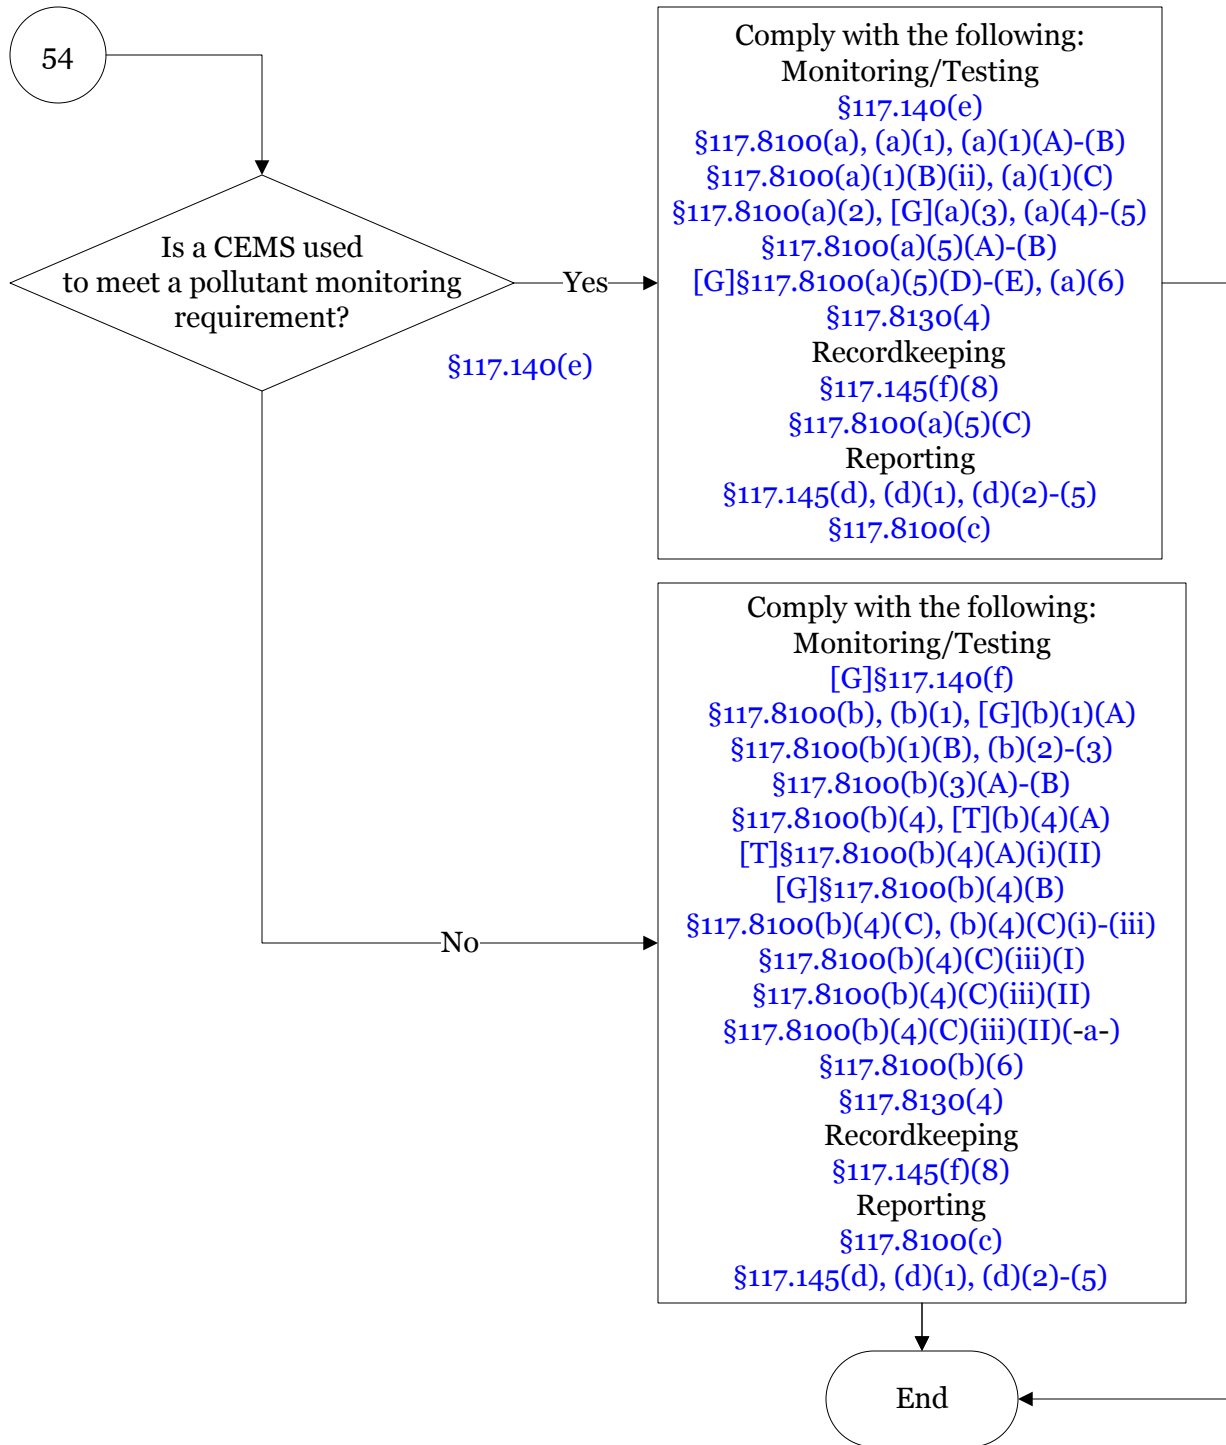 54
Is a CEMS used
to meet a pollutant monitoring
requirement?
§117.140(e)
Yes
Comply with the following:
Monitoring/Testing
§117.140(e)
§117.8100(a), (a)(1), (a)(1)(A)-(B)
§117.8100(a)(1)(B)(ii), (a)(1)(C)
§117.8100(a)(2), [G](a)(3), (a)(4)-(5)
§117.8100(a)(5)(A)-(B)
[G]§117.8100(a)(5)(D)-(E), (a)(6)
§117.8130(4)
Recordkeeping
§117.145(f)(8)
§117.8100(a)(5)(C)
Reporting
§117.145(d), (d)(1), (d)(2)-(5)
§117.8100(c)
No
Comply with the following:
Monitoring/Testing
[G]§117.140(f)
§117.8100(b), (b)(1), [G](b)(1)(A)
§117.8100(b)(1)(B), (b)(2)-(3)
§117.8100(b)(3)(A)-(B)
§117.8100(b)(4), [T](b)(4)(A)
[T]§117.8100(b)(4)(A)(i)(II)
[G]§117.8100(b)(4)(B)
§117.8100(b)(4)(C), (b)(4)(C)(i)-(iii)
§117.8100(b)(4)(C)(iii)(I)
§117.8100(b)(4)(C)(iii)(II)
§117.8100(b)(4)(C)(iii)(II)(-a-)
§117.8100(b)(6)
§117.8130(4)
Recordkeeping
§117.145(f)(8)
Reporting
§117.8100(c)
§117.145(d), (d)(1), (d)(2)-(5)
End